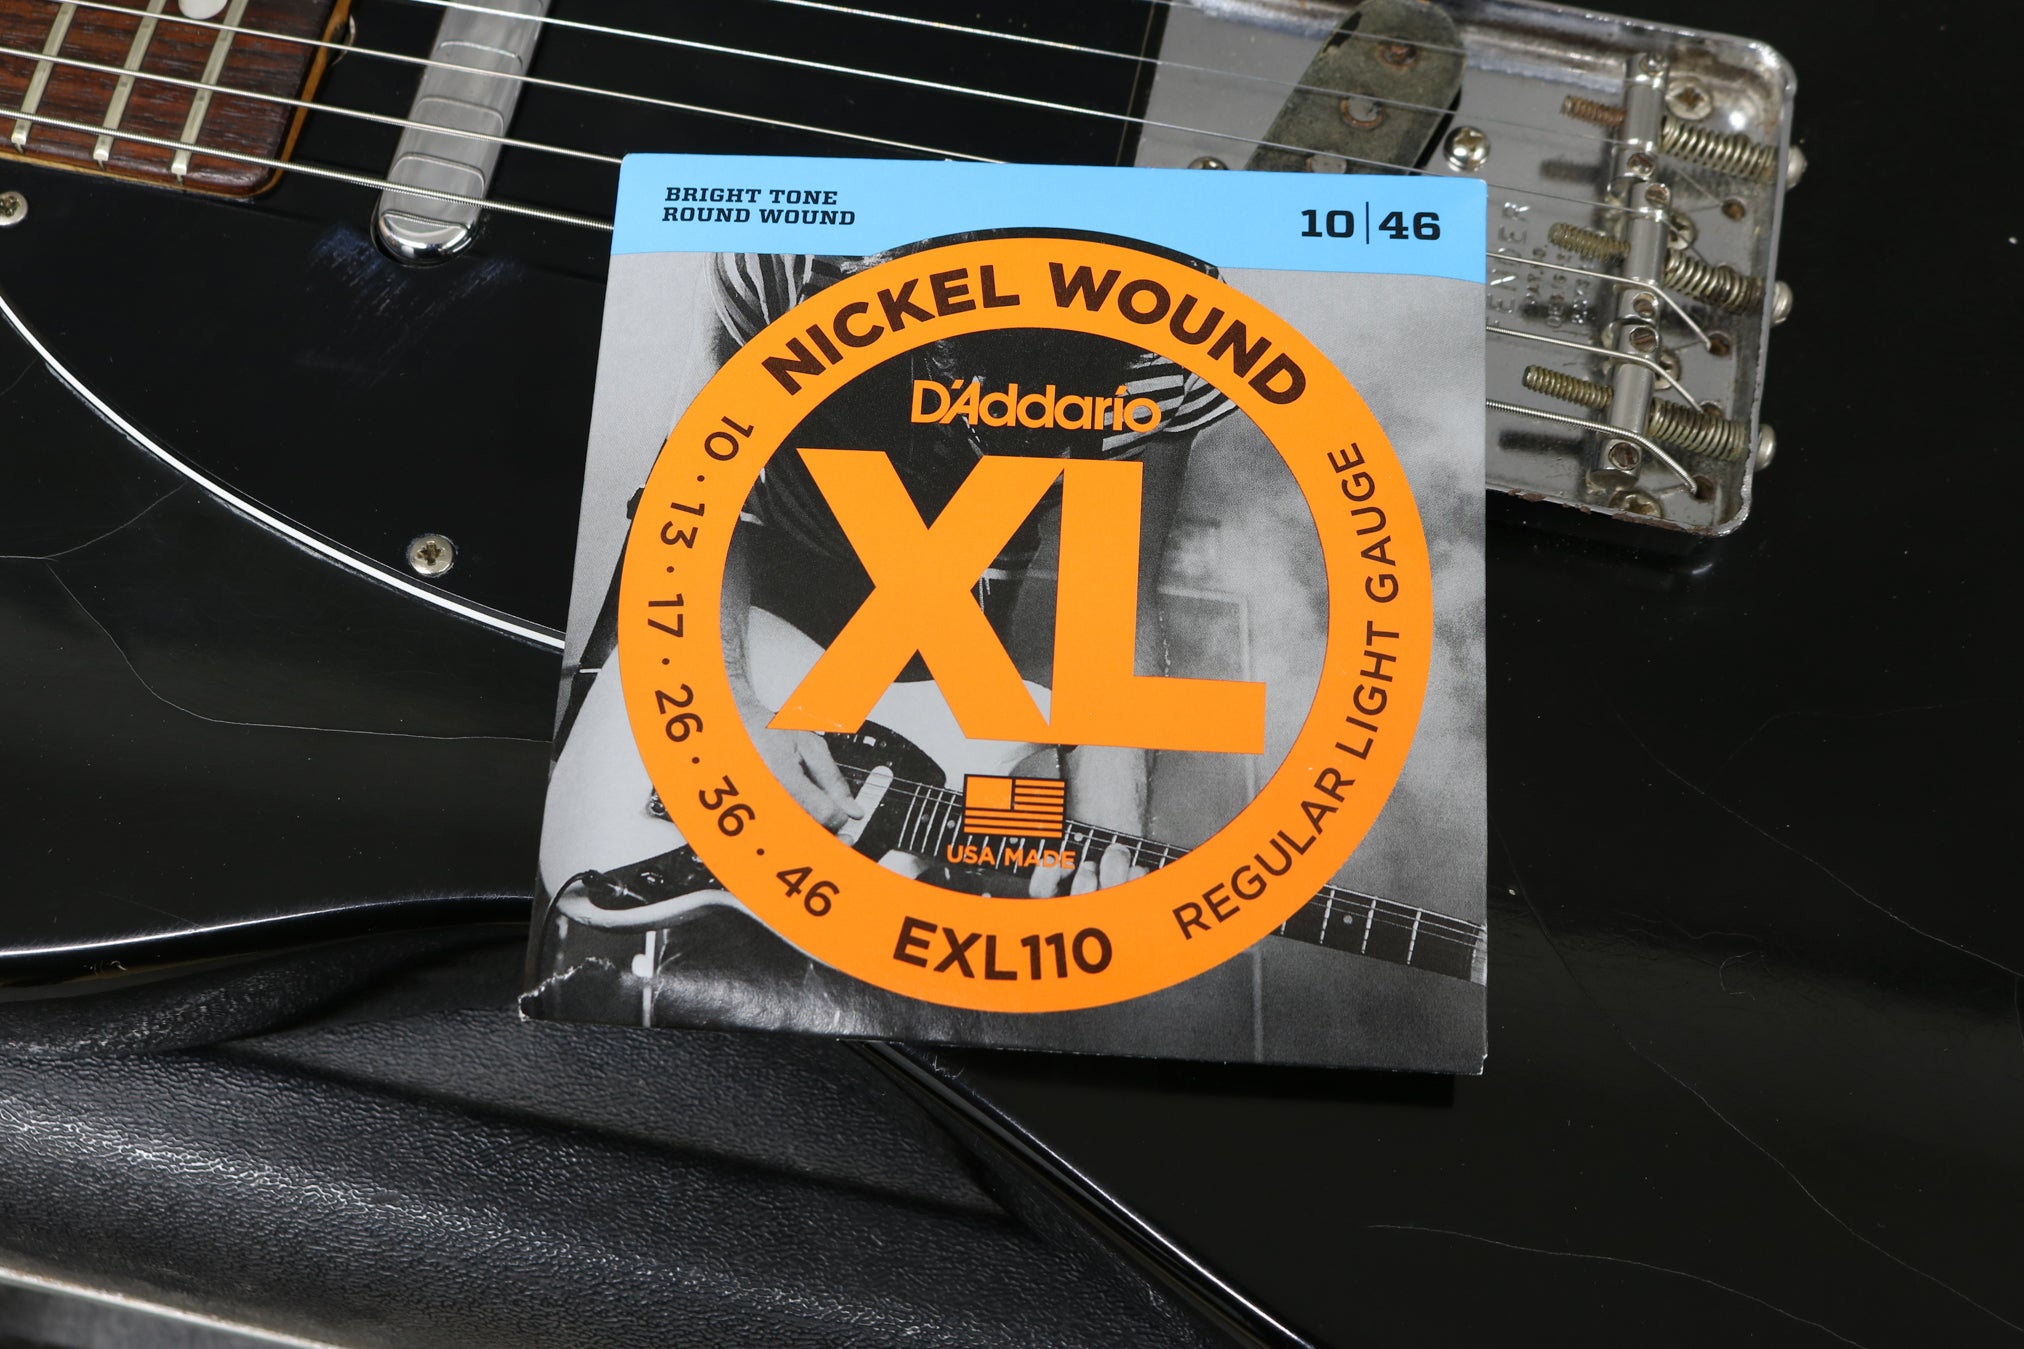 BRIGHT TONE
ROUND WOUND
10|46
NICKEL WOUND
D'Addario
XL
USA MADE
10 · 13 · 17 · 26 · 36 · 46
EXL110
REGULAR LIGHT GAUGE